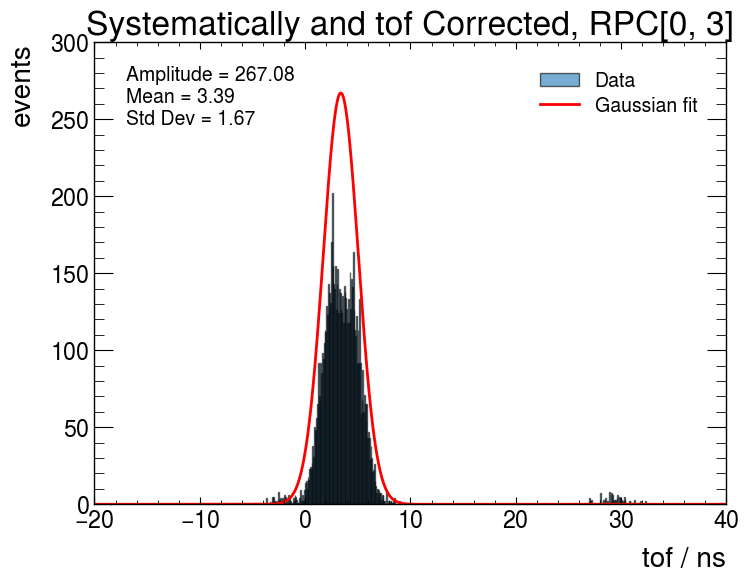 Systematically and tof Corrected, RPC[0, 3]
events
300
250
200
150
100
50
0
Amplitude = 267.08
Mean = 3.39
Std Dev = 1.67
Data
Gaussian fit
−20 −10 0 10 20 30 40
tof / ns